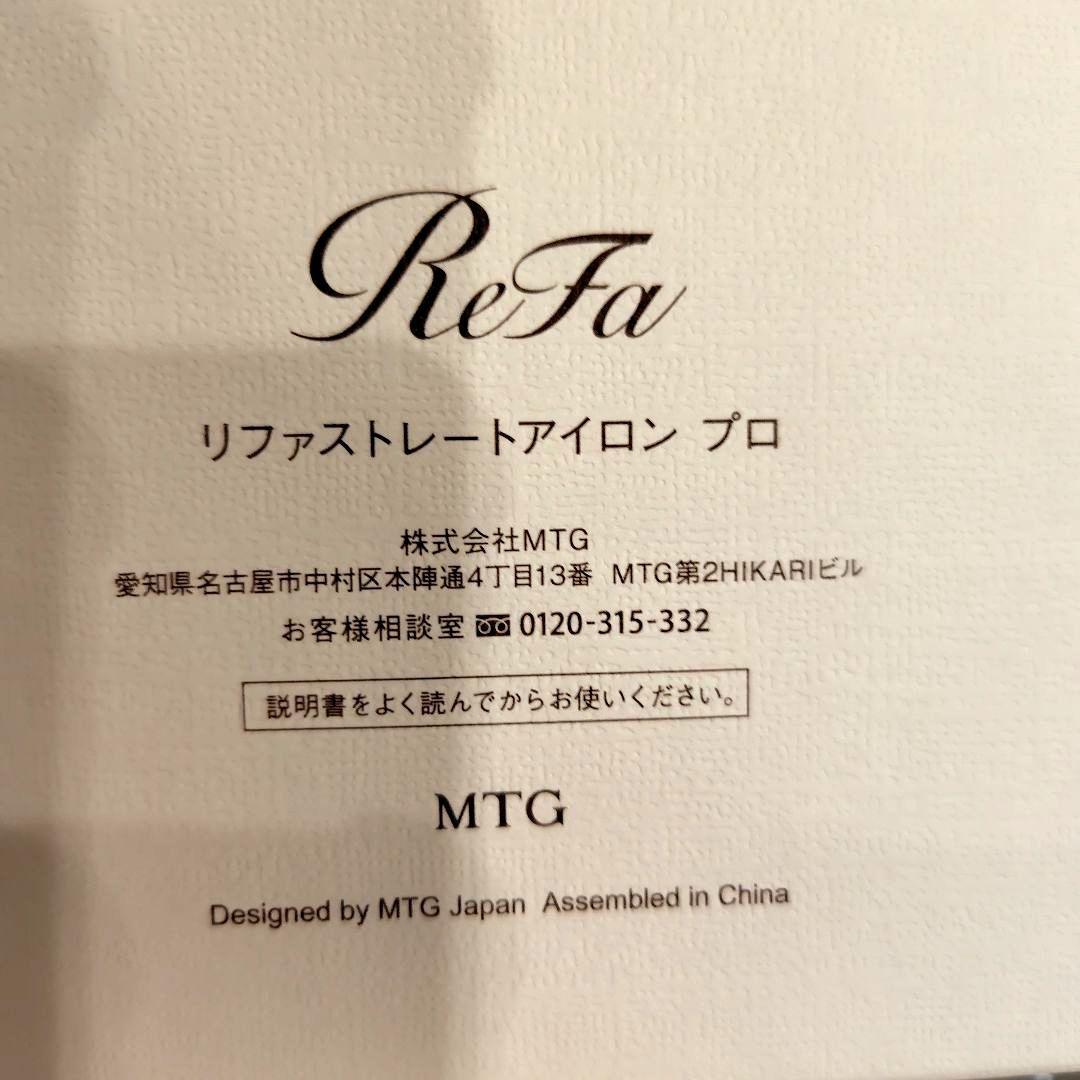 ReFa
リファストレートアイロン プロ
株式会社MTG
愛知県名古屋市中村区本陣通4丁目13番 MTG第2HIKARIビル
お客様相談室 0120-315-332
説明書をよく読んでからお使いください。
MTG
Designed by MTG Japan Assembled in China